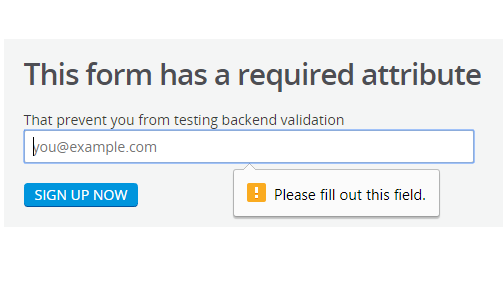 This form has a required attribute
That prevent you from testing backend validation
you@example.com
Please fill out this field.
SIGN UP NOW